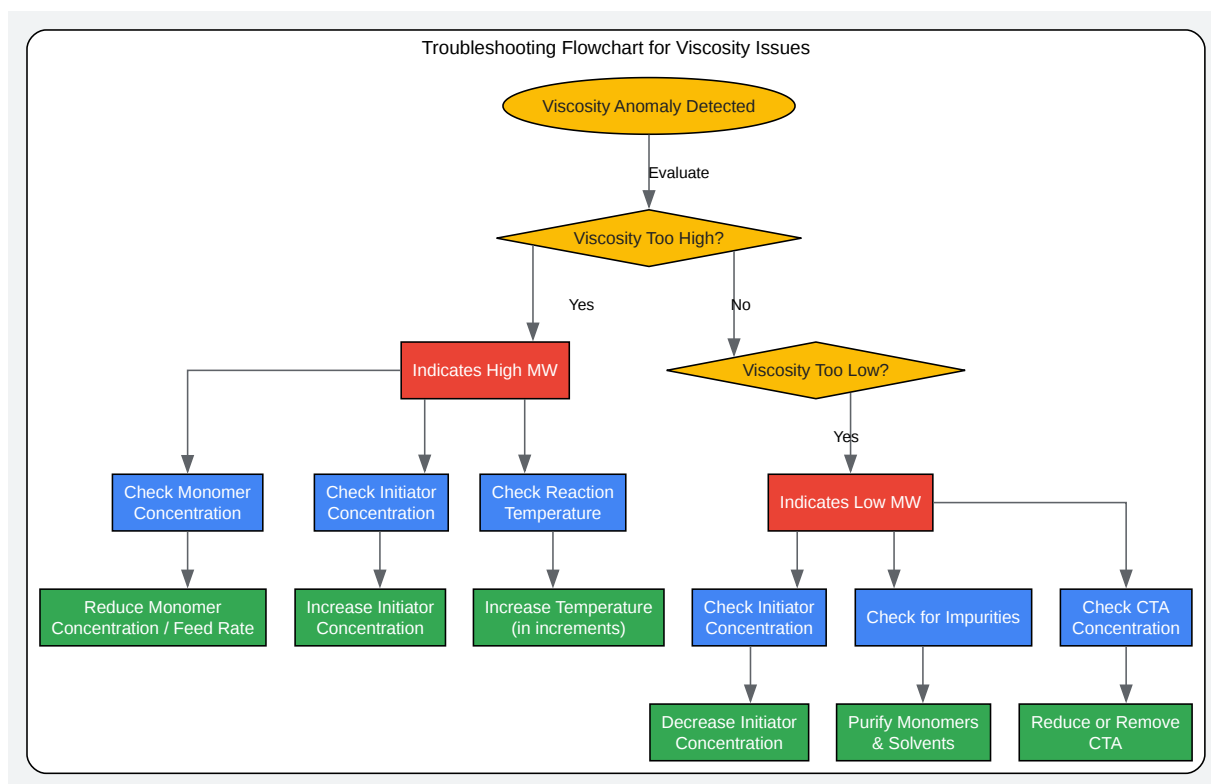 Troubleshooting Flowchart for Viscosity Issues
Viscosity Anomaly Detected
Evaluate
Viscosity Too High?
Yes
No
Indicates High MW
Viscosity Too Low?
Yes
Check Monomer
Concentration
Check Initiator
Concentration
Check Reaction
Temperature
Indicates Low MW
Reduce Monomer
Concentration / Feed Rate
Increase Initiator
Concentration
Increase Temperature
(in increments)
Check Initiator
Concentration
Check for Impurities
Check CTA
Concentration
Decrease Initiator
Concentration
Purify Monomers
& Solvents
Reduce or Remove
CTA